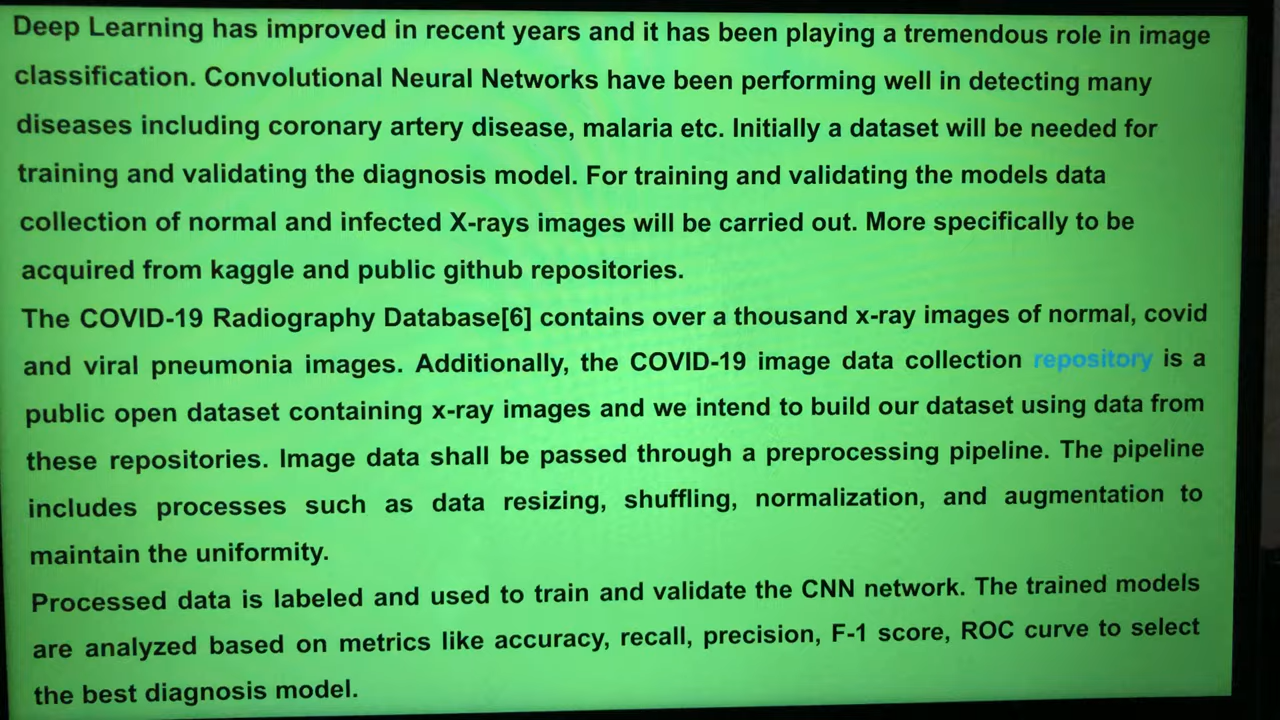 Deep Learning has improved in recent years and it has been playing a tremendous role in image
classification. Convolutional Neural Networks have been performing well in detecting many
diseases including coronary artery disease, malaria etc. Initially a dataset will be needed for
training and validating the diagnosis model. For training and validating the models data
collection of normal and infected X-rays images will be carried out. More specifically to be
acquired from kaggle and public github repositories.
The COVID-19 Radiography Database[6] contains over a thousand x-ray images of normal, covid
and viral pneumonia images. Additionally, the COVID-19 image data collection repository is a
public open dataset containing x-ray images and we intend to build our dataset using data from
these repositories. Image data shall be passed through a preprocessing pipeline. The pipeline
includes processes such as data resizing, shuffling, normalization, and augmentation to
maintain the uniformity.
Processed data is labeled and used to train and validate the CNN network. The trained models
are analyzed based on metrics like accuracy, recall, precision, F-1 score, ROC curve to select
the best diagnosis model.